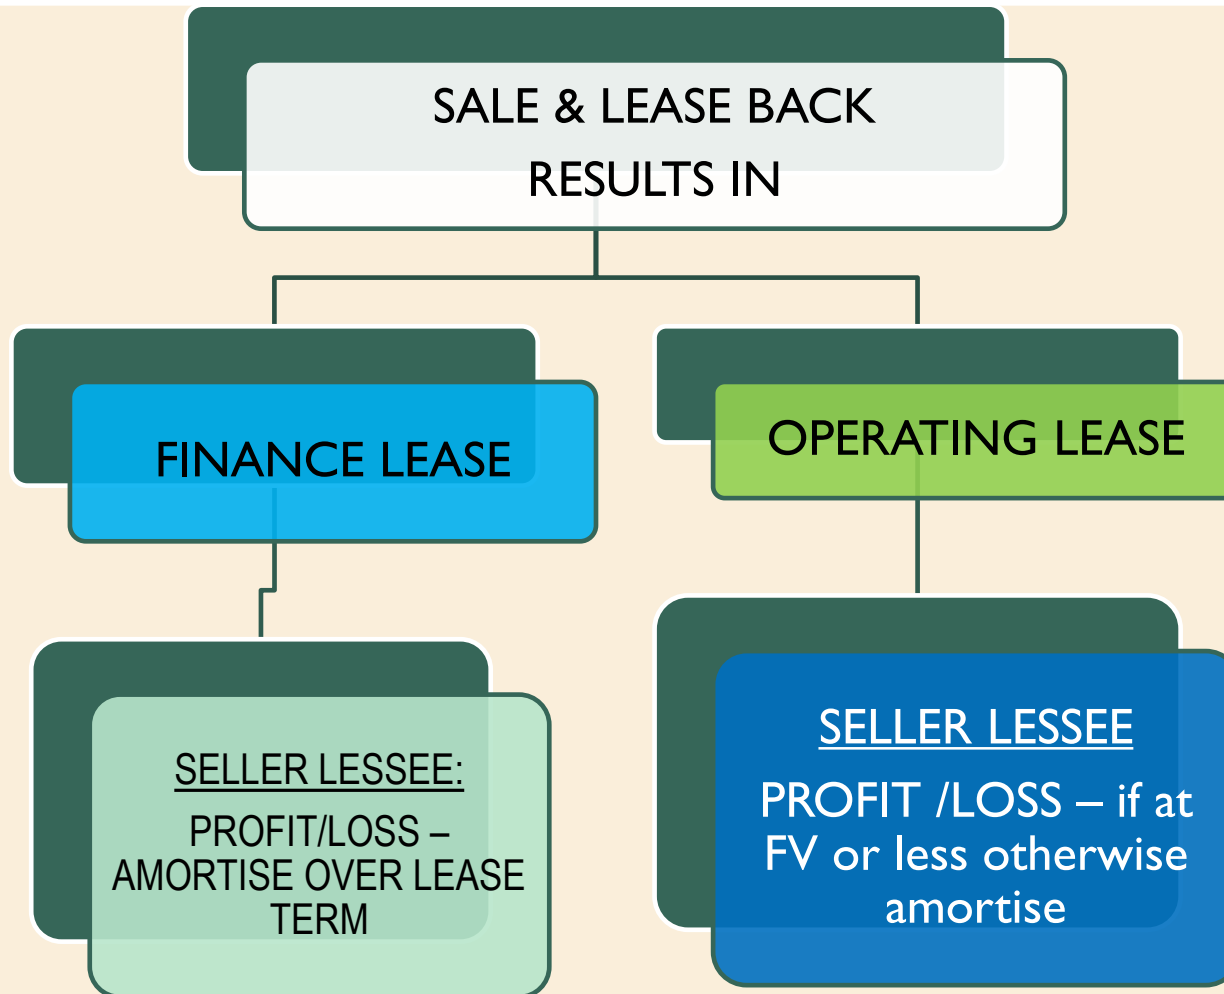 SALE & LEASE BACK
RESULTS IN
FINANCE LEASE
OPERATING LEASE
SELLER LESSEE:
PROFIT/LOSS –
AMORTISE OVER LEASE
TERM
SELLER LESSEE
PROFIT /LOSS – if at
FV or less otherwise
amortise